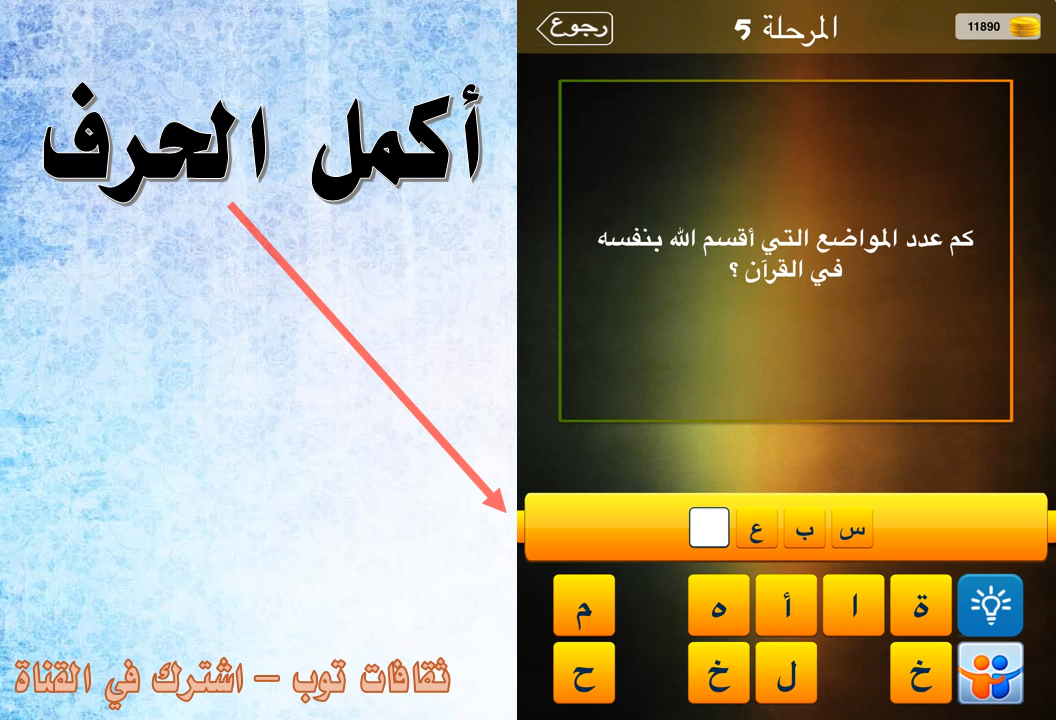 أكمل الحرف
ثقافات توب – اشترك في القناة
رجوع
المرحلة 5
11890
كم عدد المواضع التي أقسم الله بنفسه
في القرآن ؟
س ب ع
ة ا أ ه م
خ ل خ ح